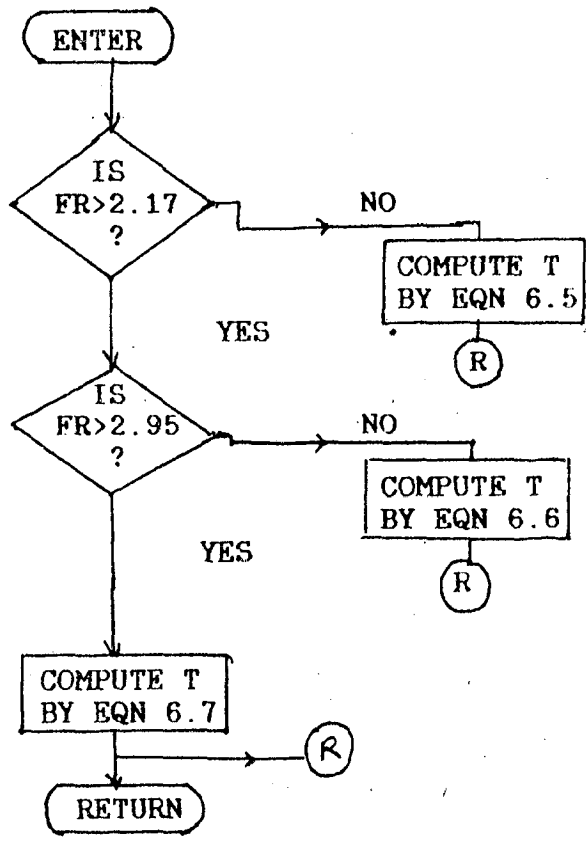 ENTER
IS
FR>2.17
?
NO
COMPUTE T
BY EQN 6.5
R
YES
IS
FR>2.95
?
NO
COMPUTE T
BY EQN 6.6
R
YES
COMPUTE T
BY EQN 6.7
R
RETURN